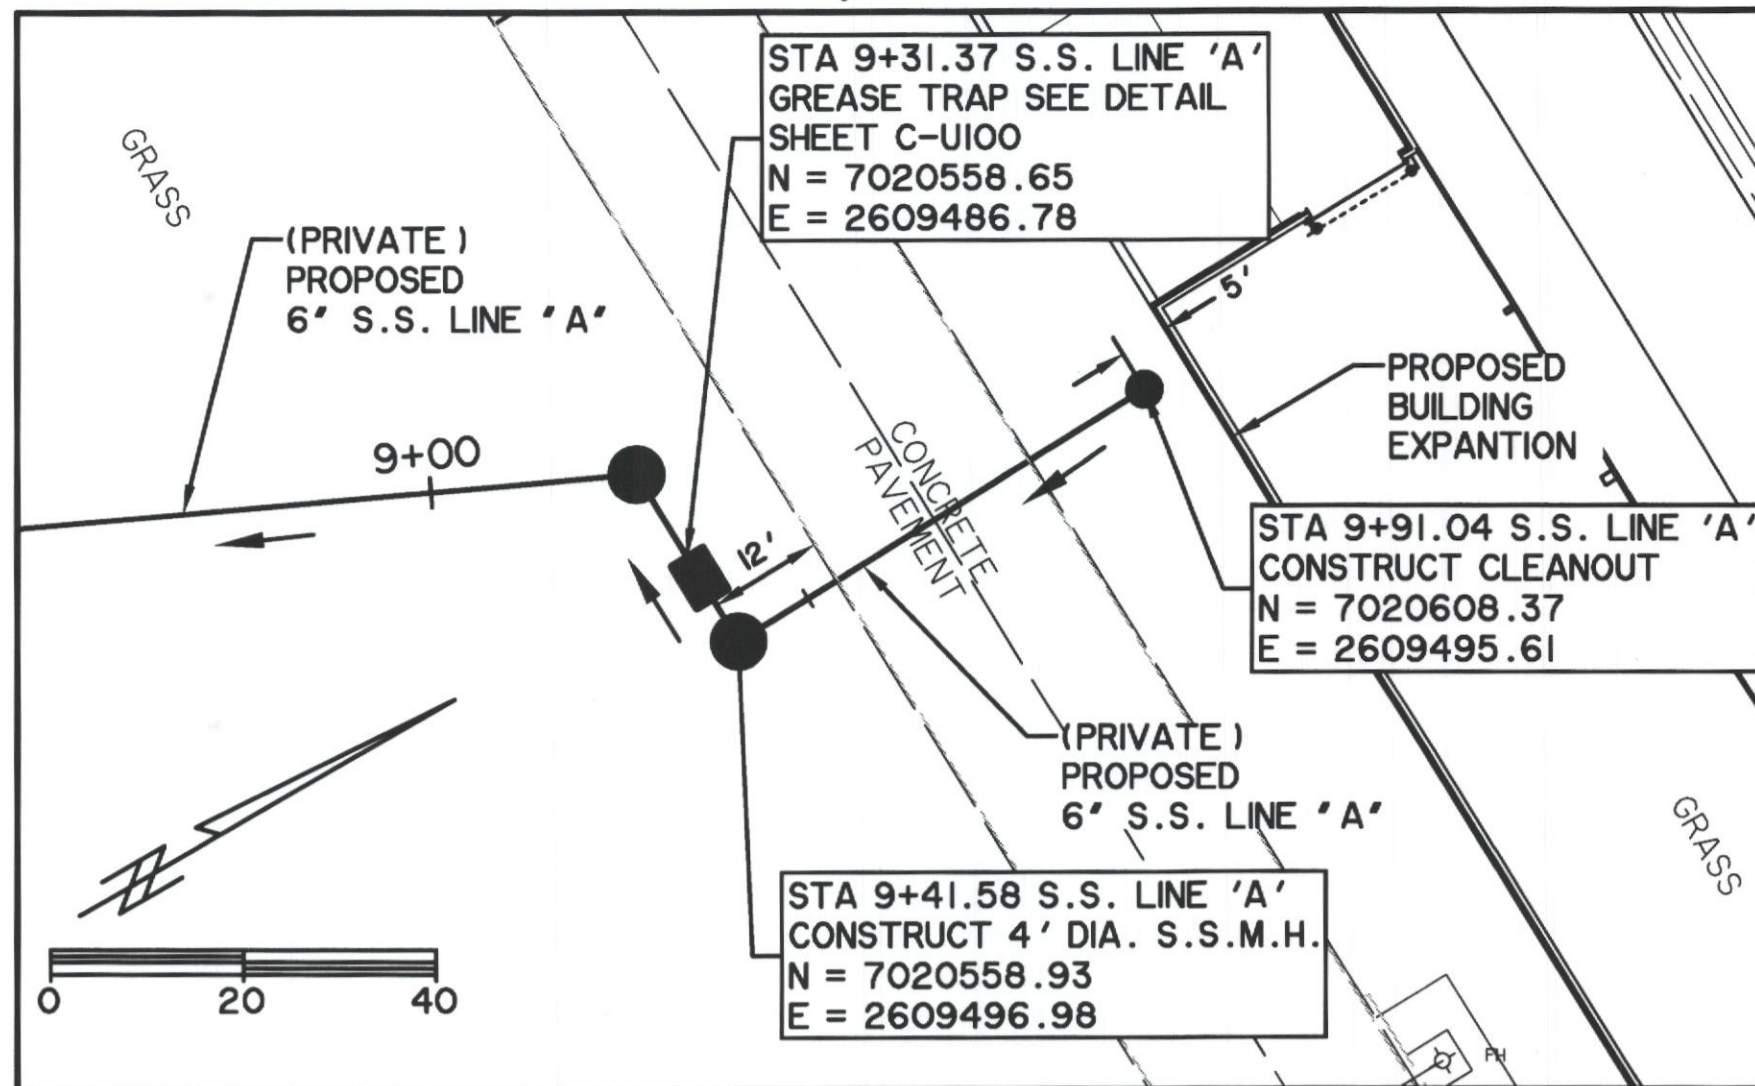 STA 9+31.37 S.S. LINE 'A'
GREASE TRAP SEE DETAIL
SHEET C-U100
N = 7020558.65
E = 2609486.78
GRASS
(PRIVATE)
PROPOSED
6" S.S. LINE "A"
5'
PROPOSED
BUILDING
EXPANTION
9+00
CONCRETE
PAVEMENT
12'
STA 9+91.04 S.S. LINE 'A'
CONSTRUCT CLEANOUT
N = 7020608.37
E = 2609495.61
(PRIVATE)
PROPOSED
6" S.S. LINE "A"
GRASS
STA 9+41.58 S.S. LINE 'A'
CONSTRUCT 4' DIA. S.S.M.H.
N = 7020558.93
E = 2609496.98
N
0 20 40
FH